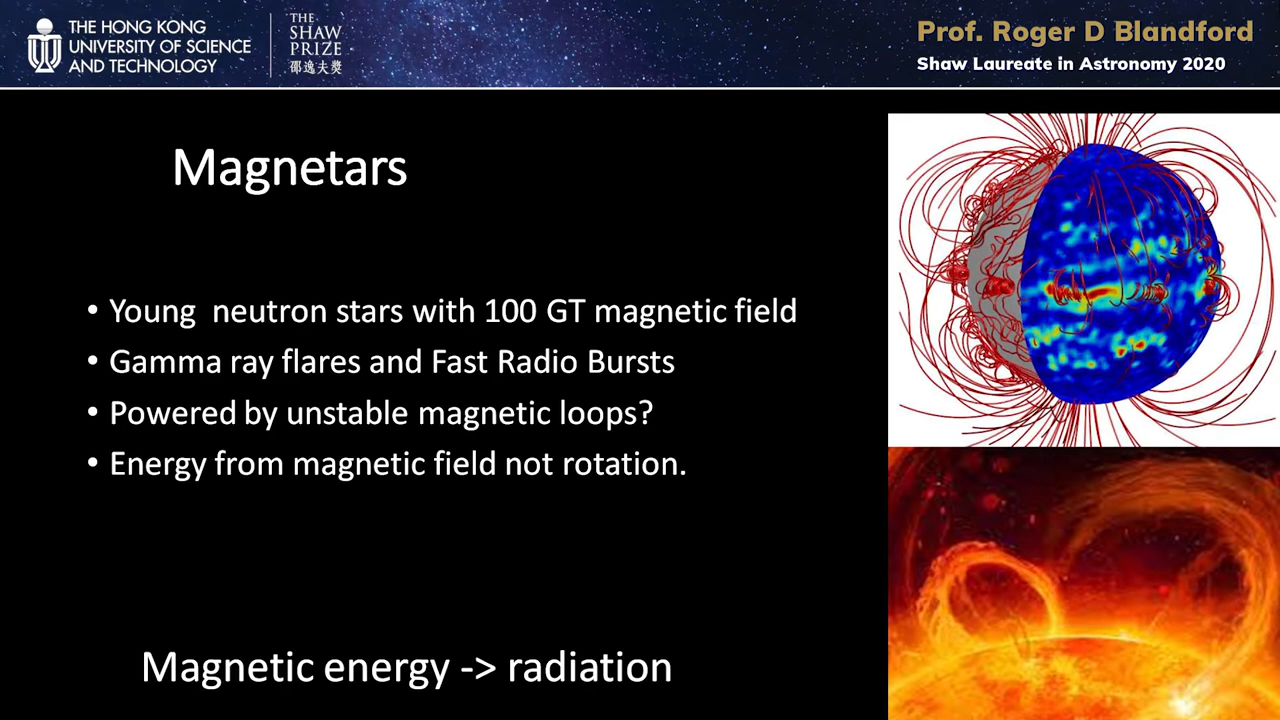 THE HONG KONG
UNIVERSITY OF SCIENCE
AND TECHNOLOGY
THE
SHAW
PRIZE
邵逸夫獎
Prof. Roger D Blandford
Shaw Laureate in Astronomy 2020
Magnetars
• Young neutron stars with 100 GT magnetic field
• Gamma ray flares and Fast Radio Bursts
• Powered by unstable magnetic loops?
• Energy from magnetic field not rotation.
Magnetic energy -> radiation